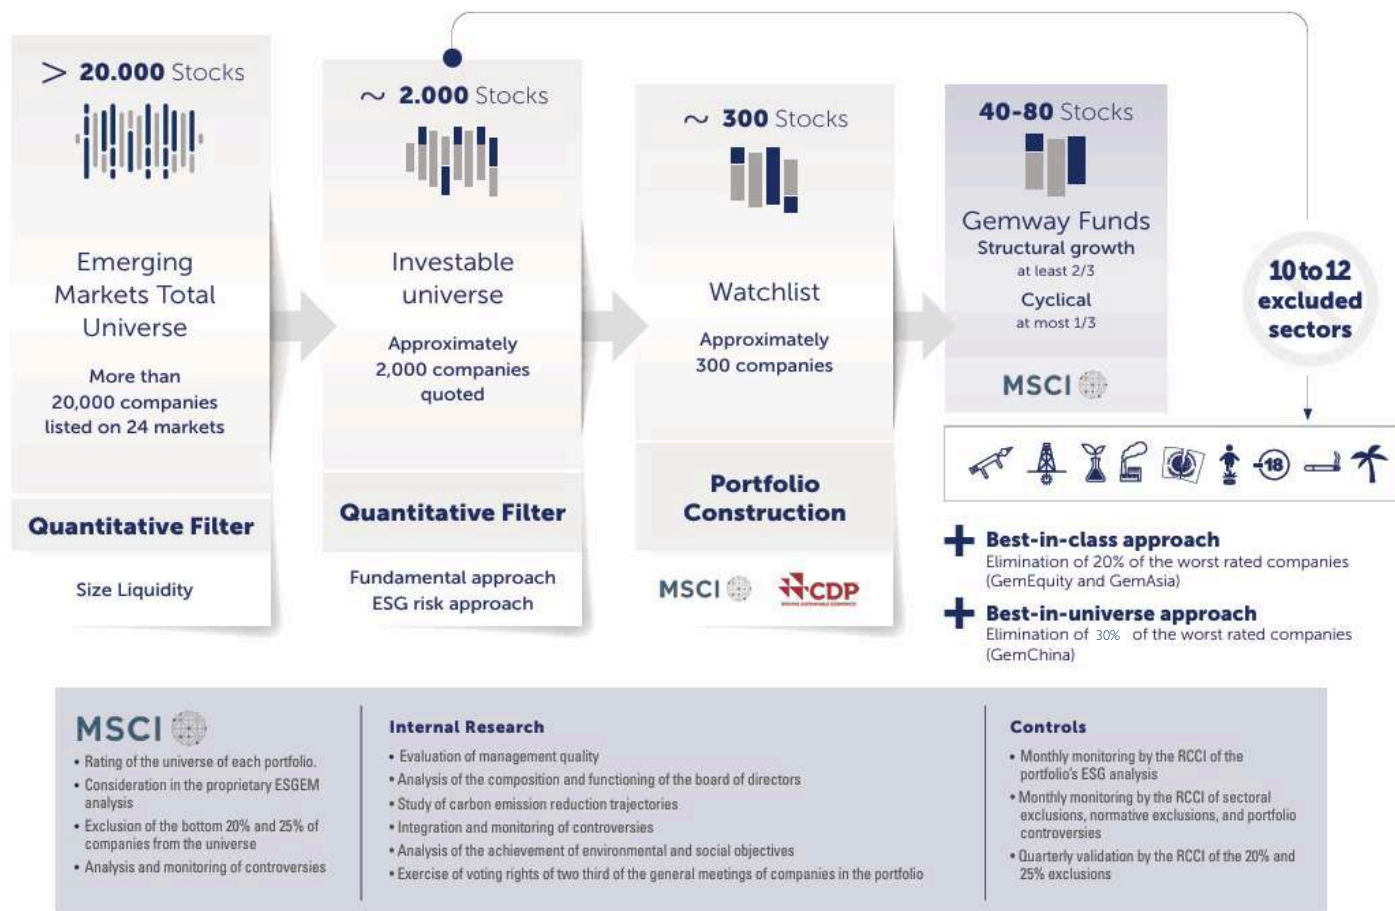 > 20.000 Stocks
Emerging
Markets Total
Universe
More than
20,000 companies
listed on 24 markets
Quantitative Filter
Size Liquidity
~ 2.000 Stocks
Investable
universe
Approximately
2,000 companies
quoted
Quantitative Filter
Fundamental approach
ESG risk approach
~ 300 Stocks
Watchlist
Approximately
300 companies
Portfolio
Construction
MSCI
CDP
40-80 Stocks
Gemway Funds
Structural growth
at least 2/3
Cyclical
at most 1/3
MSCI
10 to 12
excluded
sectors
-18
+ Best-in-class approach
Elimination of 20% of the worst rated companies
(GemEquity and GemAsia)
+ Best-in-universe approach
Elimination of 30% of the worst rated companies
(GemChina)
MSCI
• Rating of the universe of each portfolio.
• Consideration in the proprietary ESGEM
analysis
• Exclusion of the bottom 20% and 25% of
companies from the universe
• Analysis and monitoring of controversies
Internal Research
• Evaluation of management quality
• Analysis of the composition and functioning of the board of directors
• Study of carbon emission reduction trajectories
• Integration and monitoring of controversies
• Analysis of the achievement of environmental and social objectives
• Exercise of voting rights of two third of the general meetings of companies in the portfolio
Controls
• Monthly monitoring by the RCCI of the
portfolio's ESG analysis
• Monthly monitoring by the RCCI of sectoral
exclusions, normative exclusions, and portfolio
controversies
• Quarterly validation by the RCCI of the 20% and
25% exclusions